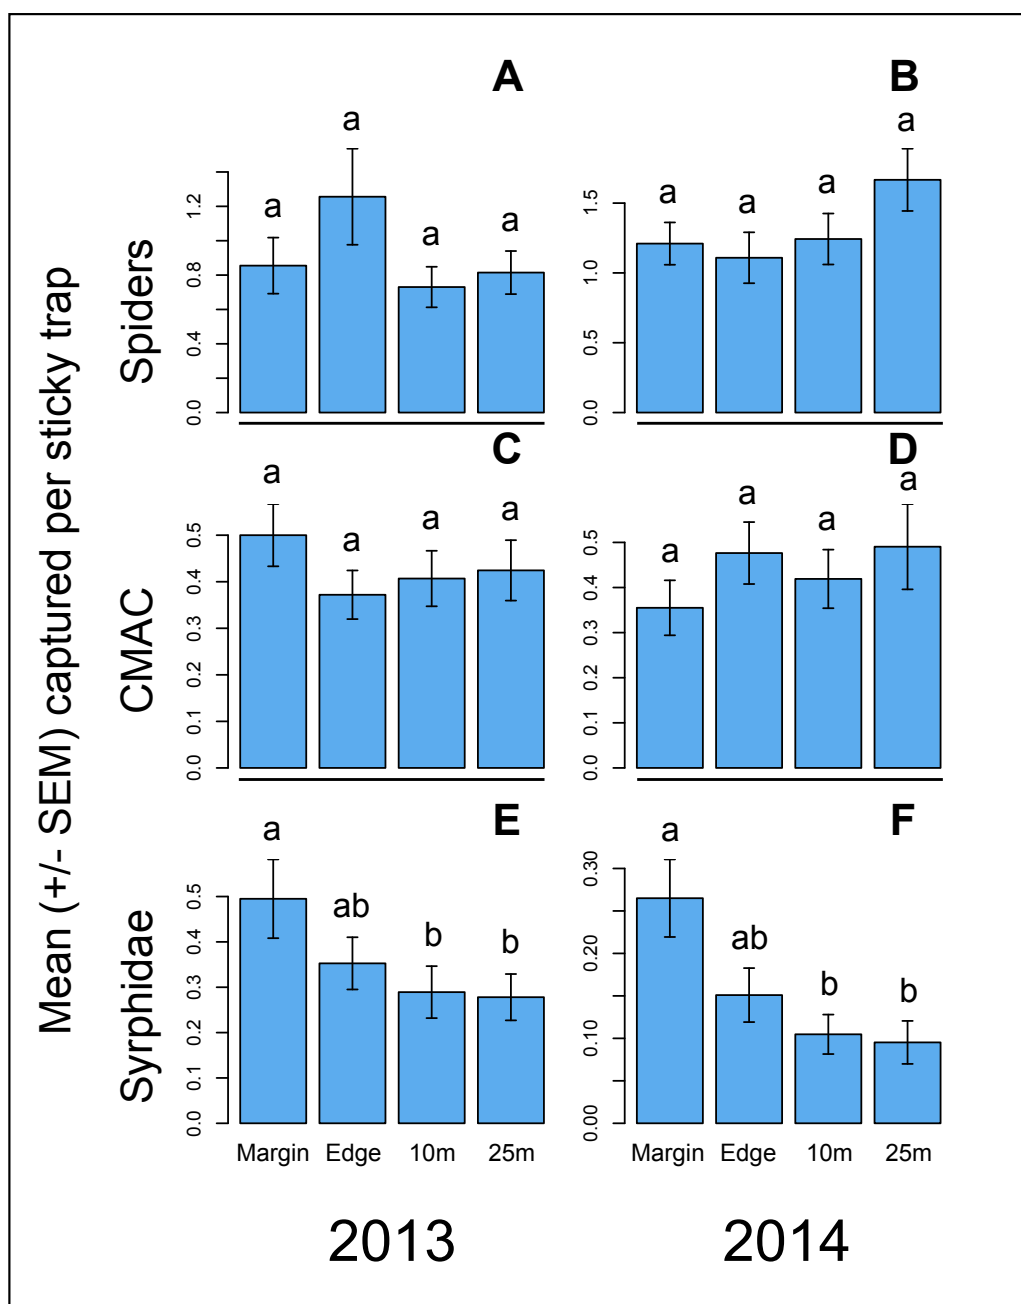 Mean (+/- SEM) captured per sticky trap
Spiders
A
0.0 0.4 0.8 1.2
a a a a
B
0.0 0.5 1.0 1.5
a a a a
CMAC
C
0.0 0.1 0.2 0.3 0.4 0.5
a a a a
D
0.0 0.1 0.2 0.3 0.4 0.5
a a a a
Syrphidae
E
0.0 0.1 0.2 0.3 0.4 0.5
a ab b b
Margin Edge 10m 25m
F
0.00 0.10 0.20 0.30
a ab b b
Margin Edge 10m 25m
2013
2014